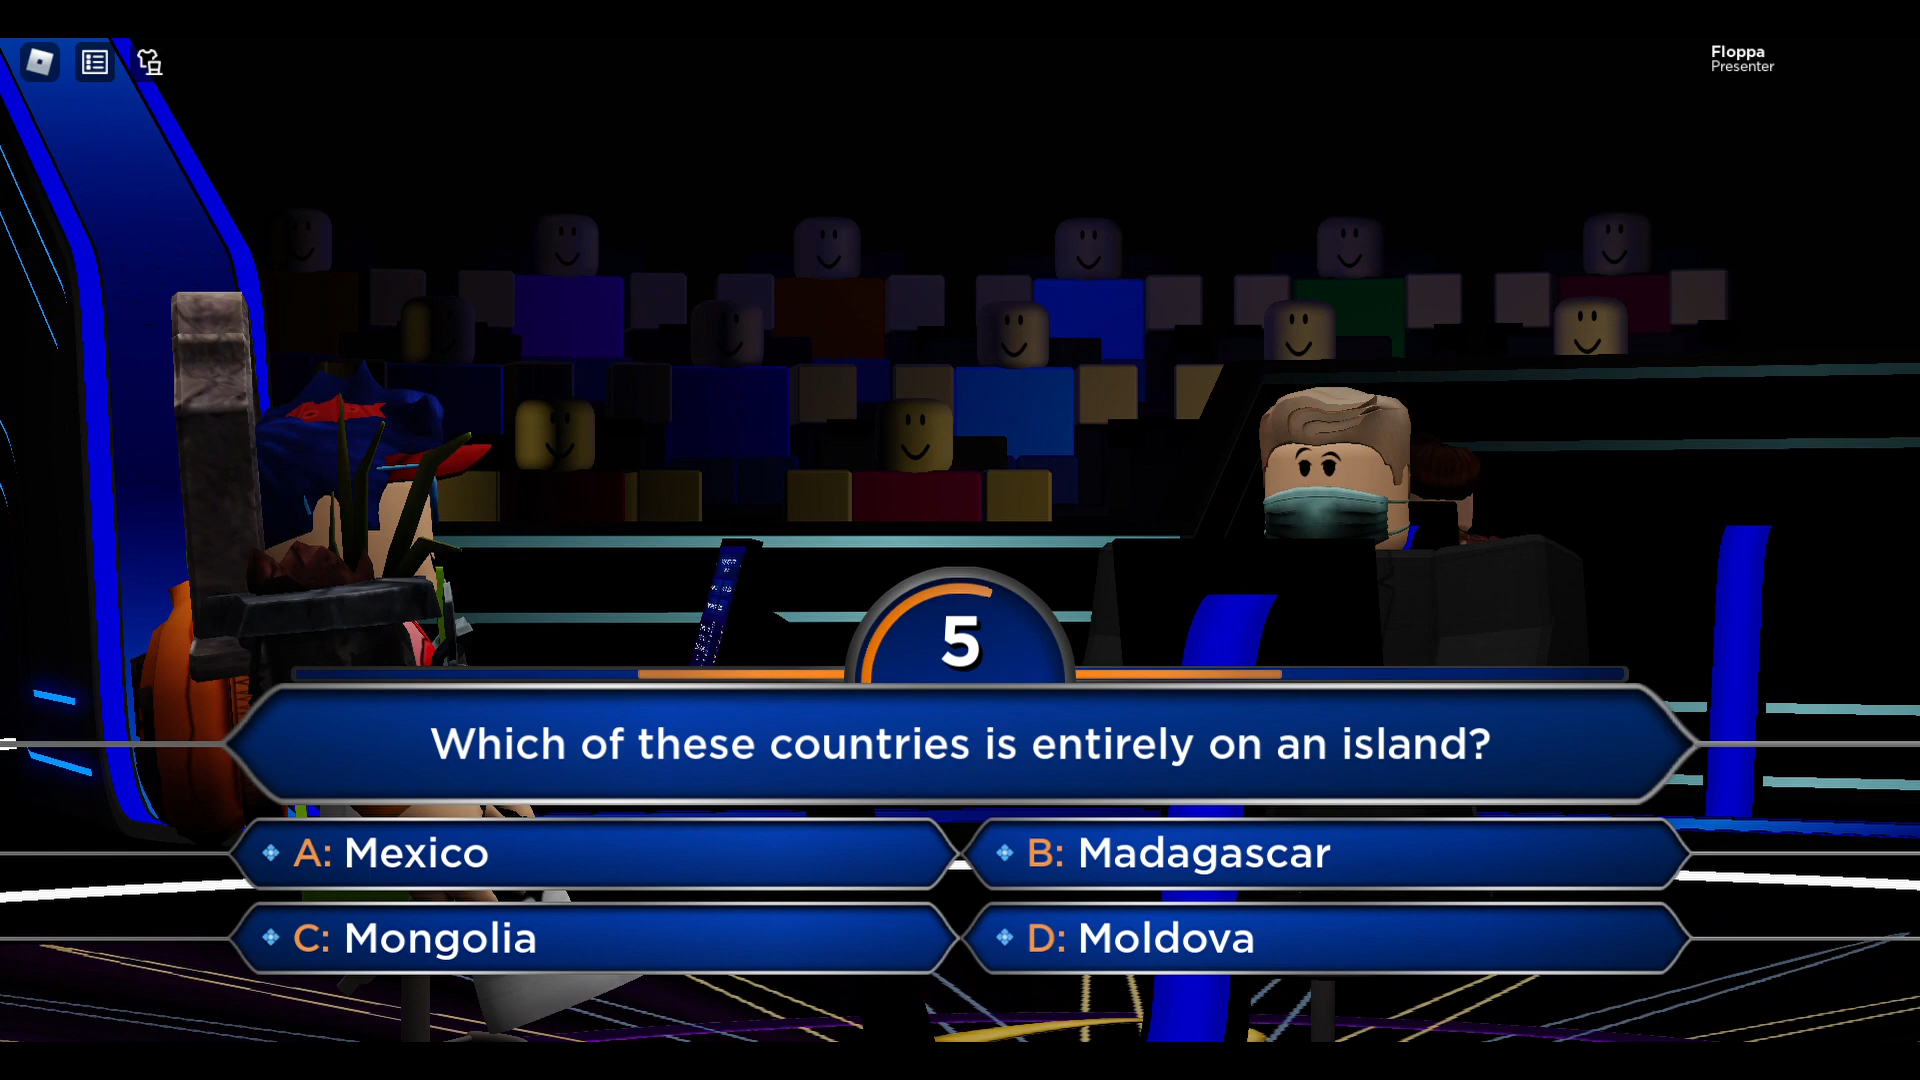 Floppa
Presenter
5
Which of these countries is entirely on an island?
A: Mexico
B: Madagascar
C: Mongolia
D: Moldova